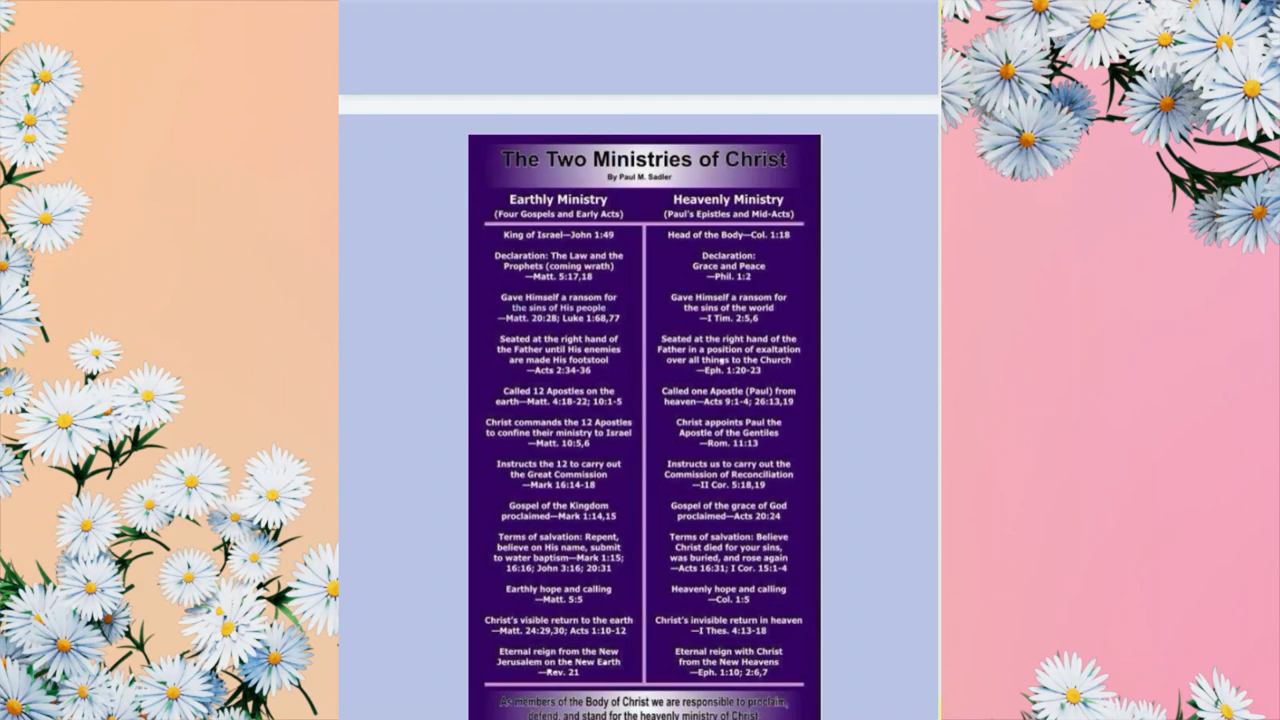 The Two Ministries of Christ
By Paul M. Sadler
Earthly Ministry
(Four Gospels and Early Acts)
King of Israel—John 1:49
Declaration: The Law and the
Prophets (coming wrath)
—Matt. 5:17,18
Gave Himself a ransom for
the sins of His people
—Matt. 20:28; Luke 1:68,77
Seated at the right hand of
the Father until His enemies
are made His footstool
—Acts 2:34-36
Called 12 Apostles on the
earth—Matt. 4:18-22; 10:1-5
Christ commands the 12 Apostles
to confine their ministry to Israel
—Matt. 10:5,6
Instructs the 12 to carry out
the Great Commission
—Mark 16:14-18
Gospel of the Kingdom
proclaimed—Mark 1:14,15
Terms of salvation: Repent,
believe on His name, submit
to water baptism—Mark 1:15;
16:16; John 3:16; 20:31
Earthly hope and calling
—Matt. 5:5
Christ's visible return to the earth
—Matt. 24:29,30; Acts 1:10-12
Eternal reign from the New
Jerusalem on the New Earth
—Rev. 21
Heavenly Ministry
(Paul's Epistles and Mid-Acts)
Head of the Body—Col. 1:18
Declaration:
Grace and Peace
—Phil. 1:2
Gave Himself a ransom for
the sins of the world
—I Tim. 2:5,6
Seated at the right hand of the
Father in a position of exaltation
over all things to the Church
—Eph. 1:20-23
Called one Apostle (Paul) from
heaven—Acts 9:1-4; 26:13,19
Christ appoints Paul the
Apostle of the Gentiles
—Rom. 11:13
Instructs us to carry out the
Commission of Reconciliation
—II Cor. 5:18,19
Gospel of the grace of God
proclaimed—Acts 20:24
Terms of salvation: Believe
Christ died for your sins,
was buried, and rose again
—Acts 16:31; I Cor. 15:1-4
Heavenly hope and calling
—Col. 1:5
Christ's invisible return in heaven
—I Thes. 4:13-18
Eternal reign with Christ
from the New Heavens
—Eph. 1:10; 2:6,7
As members of the Body of Christ we are responsible to proclaim,
defend, and stand for the heavenly ministry of Christ.